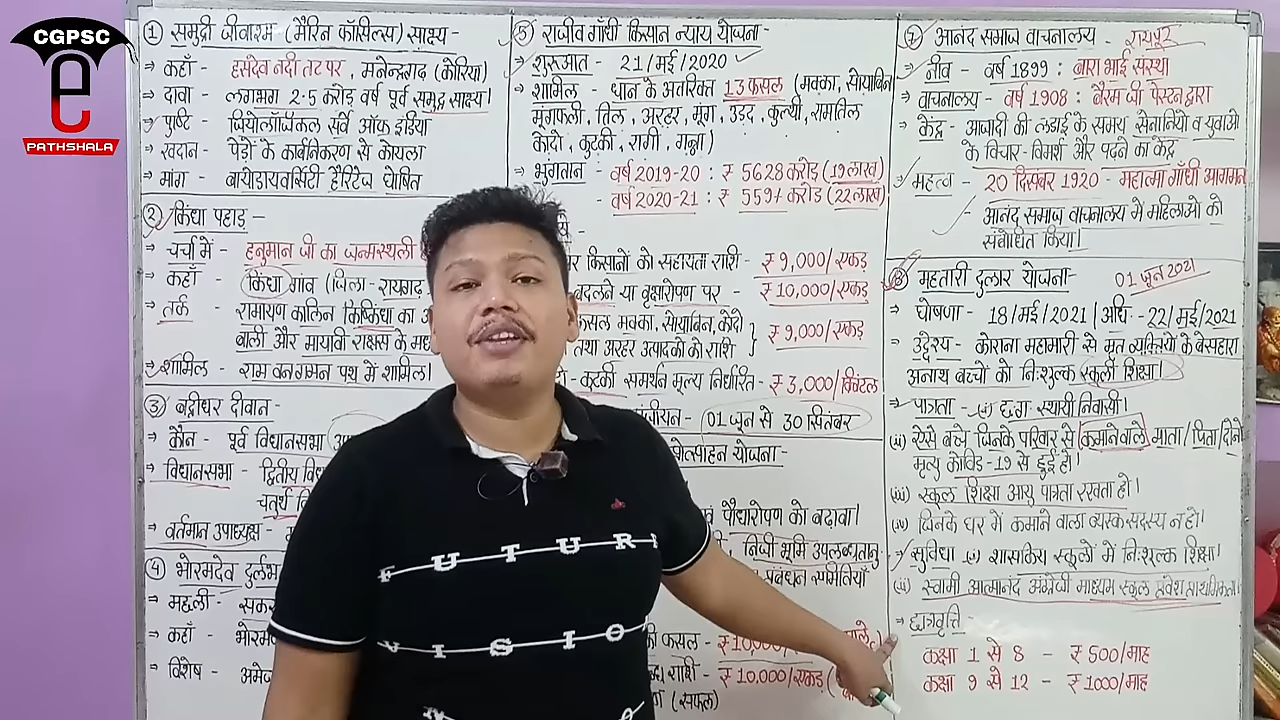 CGPSC
e
PATHSHALA
① समुद्री जीवाश्म (मैरिन फॉसिल्स) साक्ष्य -
→ कहाँ - हसदेव नदी तट पर, मनेन्द्रगढ़ (कोरिया)
→ दावा - लगभग 2.5 करोड़ वर्ष पूर्व समुद्र साक्ष्य।
→ पुष्टि - जियोलॉजिकल सर्वे ऑफ इंडिया
→ खदान - पेड़ों के कार्बनिकरण से कोयला
→ मांग - बायोडायवर्सिटी हैरिटेज घोषित
② किंधा पहाड़ -
→ चर्चा में - हनुमान जी का जन्मस्थली
→ कहाँ - किंधा गांव (जिला - रायगढ़
→ तर्क - रामायण कालिन किष्किंधा का
बाली और मायावी राक्षस के मध्
→ शामिल - राम वन गमन पथ में शामिल।
③ बद्रीधर दीवान -
→ कौन - पूर्व विधानसभा उपा
→ विधानसभा - द्वितीय विध
चतुर्थ वि
→ वर्तमान उपाध्यक्ष -
④ भोरमदेव दुर्लभ
→ मछली - सकर
→ कहाँ - भोरमदे
→ विशेष - अमेज
⑤ राजीव गाँधी किसान न्याय योजना -
→ शुरूआत - 21/मई/2020
→ शामिल - धान के अतिरिक्त 13 फसल (मक्का, सोयाबिन
मूंगफली, तिल, अरहर, मूंग, उड़द, कुल्थी, रामतिल
कोदो, कुटकी, रागी, गन्ना)
→ भुगतान - वर्ष 2019-20 : ₹ 5628 करोड़ (19 लाख)
- वर्ष 2020-21 : ₹ 5597 करोड़ (22 लाख)
से -
र किसानों को सहायता राशि - ₹ 9,000/एकड़
बदलने या वृक्षारोपण पर - ₹ 10,000/एकड़
फसल मक्का, सोयाबिन, कोदो
तथा अरहर उत्पादकों को राशि } ₹ 9,000/एकड़
- कुटकी समर्थन मूल्य निर्धारित - ₹ 3,000/क्विंटल
पंजीयन - 01 जून से 30 सितंबर
प्रोत्साहन योजना -
वं पौधारोपण को बढ़ावा।
निजी भूमि उपलब्धतानु
प्रबंधन समितियाँ
की फसल - ₹ 10,000/
राशि - ₹ 10,000/एकड़ (
(सफल)
⑦ आनंद समाज वाचनालय - रायपुर
→ नींव - वर्ष 1899 : बारा भाई संस्था
→ वाचनालय - वर्ष 1908 : बैरम जी पेस्टन द्वारा
→ केंद्र - आजादी की लड़ाई के समय सेनानियों व युवाओं
के विचार-विमर्श और पढ़ने का केंद्र
→ महत्व - 20 दिसंबर 1920 - महात्मा गाँधी आगमन
- आनंद समाज वाचनालय में महिलाओं को
संबोधित किया।
⑧ महतारी दुलार योजना - 01 जून 2021
→ घोषणा - 18/मई/2021 | अधि. - 22/मई/2021
→ उद्देश्य - कोराना महामारी से मृत व्यक्तियों के बेसहारा
अनाथ बच्चों को निःशुल्क स्कूली शिक्षा।
→ पात्रता - (i) छ.ग. स्थायी निवासी।
(ii) ऐसे बच्चे जिनके परिवार से कमाने वाले माता/पिता/दोनो
मृत्यु कोविड-19 से हुई हो।
(iii) स्कूल शिक्षा आयु पात्रता रखता हो।
(iv) जिनके घर में कमाने वाला व्यस्क सदस्य न हो।
→ सुविधा (i) शासकिय स्कूलों में निःशुल्क शिक्षा।
(ii) स्वामी आत्मानंद अंग्रेजी माध्यम स्कूल प्रवेश प्राथमिकता।
→ छात्रवृत्ति -
कक्षा 1 से 8 - ₹ 500/माह
कक्षा 9 से 12 - ₹ 1000/माह
FUTUR
VISIO